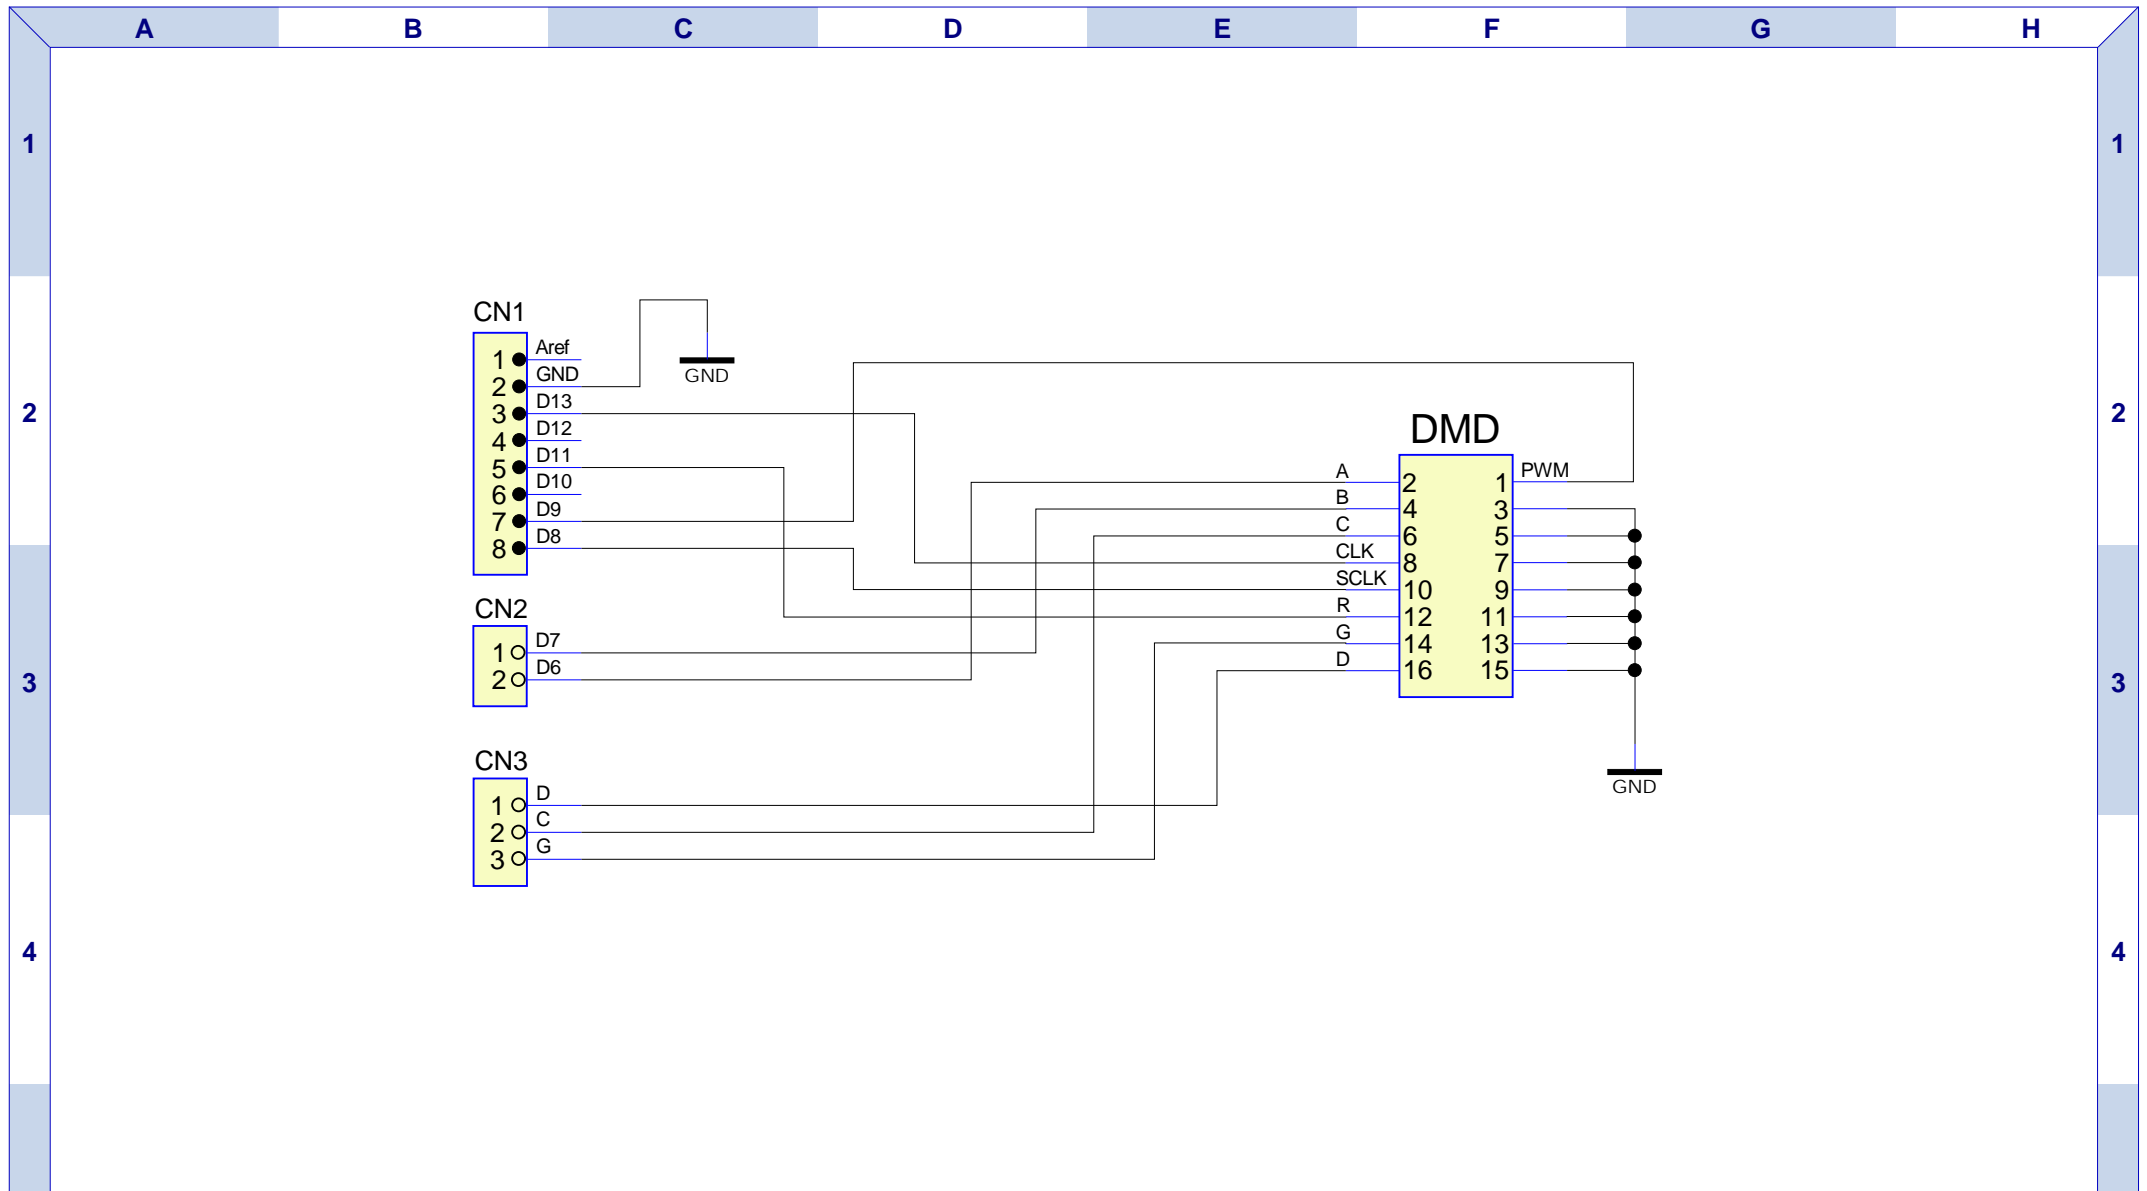 A B C D E F G H
1 1
2 2
3 3
4 4
CN1
1 Aref
2 GND
3 D13
4 D12
5 D11
6 D10
7 D9
8 D8
GND
CN2
1 D7
2 D6
CN3
1 D
2 C
3 G
DMD
A 2 1 PWM
B 4 3
C 6 5
CLK 8 7
SCLK 10 9
R 12 11
G 14 13
D 16 15
GND